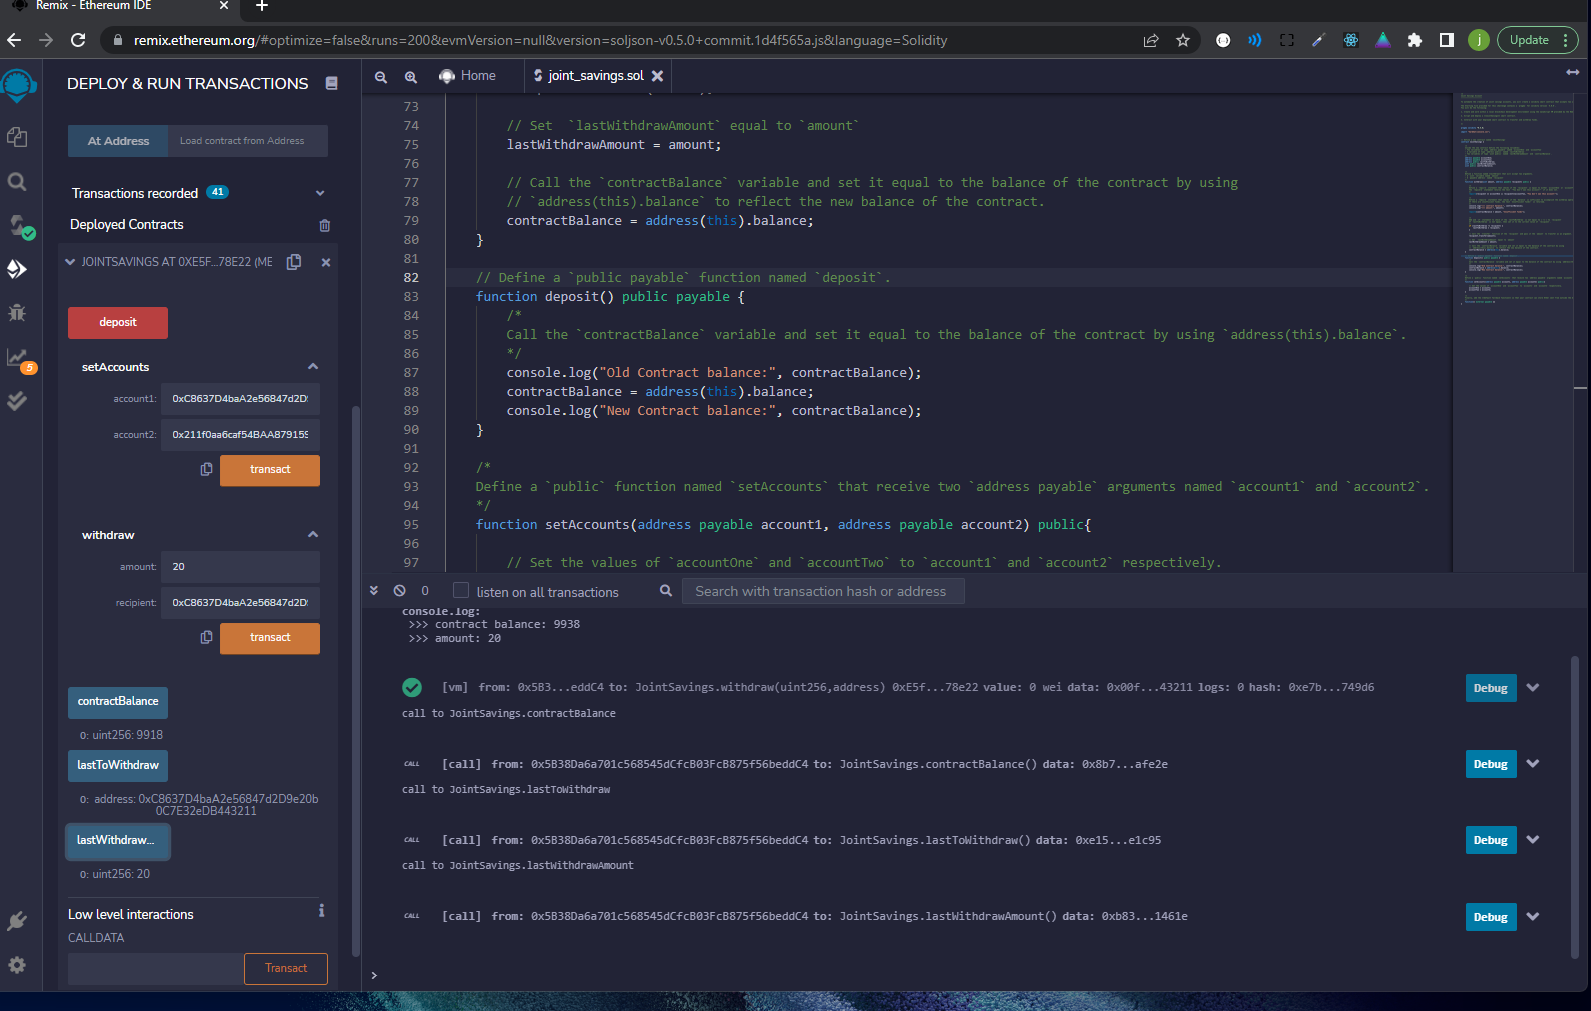 Remix - Ethereum IDE
remix.ethereum.org/#optimize=false&runs=200&evmVersion=null&version=soljson-v0.5.0+commit.1d4f565a.js&language=Solidity
j
Update
DEPLOY & RUN TRANSACTIONS
At Address
Load contract from Address
Transactions recorded 41
Deployed Contracts
JOINTSAVINGS AT 0XE5F...78E22 (ME
deposit
setAccounts
account1: 0xC8637D4baA2e56847d2D
account2: 0x211f0aa6caf54BAA879159
transact
withdraw
amount: 20
recipient: 0xC8637D4baA2e56847d2D
transact
contractBalance
0: uint256: 9918
lastToWithdraw
0: address: 0xC8637D4baA2e56847d2D9e20b
0C7E32eDB443211
lastWithdraw...
0: uint256: 20
Low level interactions
CALLDATA
Transact
5
Home
joint_savings.sol
73
74 // Set  `lastWithdrawAmount` equal to `amount`
75 lastWithdrawAmount = amount;
76
77 // Call the `contractBalance` variable and set it equal to the balance of the contract by using
78 // `address(this).balance` to reflect the new balance of the contract.
79 contractBalance = address(this).balance;
80 }
81
82 // Define a `public payable` function named `deposit`.
83 function deposit() public payable {
84 /*
85 Call the `contractBalance` variable and set it equal to the balance of the contract by using `address(this).balance`.
86 */
87 console.log("Old Contract balance:", contractBalance);
88 contractBalance = address(this).balance;
89 console.log("New Contract balance:", contractBalance);
90 }
91
92 /*
93 Define a `public` function named `setAccounts` that receive two `address payable` arguments named `account1` and `account2`.
94 */
95 function setAccounts(address payable account1, address payable account2) public{
96
97 // Set the values of `accountOne` and `accountTwo` to `account1` and `account2` respectively.
0
listen on all transactions
Search with transaction hash or address
console.log:
>>> contract balance: 9938
>>> amount: 20
[vm] from: 0x5B3...eddC4 to: JointSavings.withdraw(uint256,address) 0xE5f...78e22 value: 0 wei data: 0x00f...43211 logs: 0 hash: 0xe7b...749d6
Debug
call to JointSavings.contractBalance
CALL [call] from: 0x5B38Da6a701c568545dCfcB03FcB875f56beddC4 to: JointSavings.contractBalance() data: 0x8b7...afe2e
Debug
call to JointSavings.lastToWithdraw
CALL [call] from: 0x5B38Da6a701c568545dCfcB03FcB875f56beddC4 to: JointSavings.lastToWithdraw() data: 0xe15...e1c95
Debug
call to JointSavings.lastWithdrawAmount
CALL [call] from: 0x5B38Da6a701c568545dCfcB03FcB875f56beddC4 to: JointSavings.lastWithdrawAmount() data: 0xb83...1461e
Debug
>